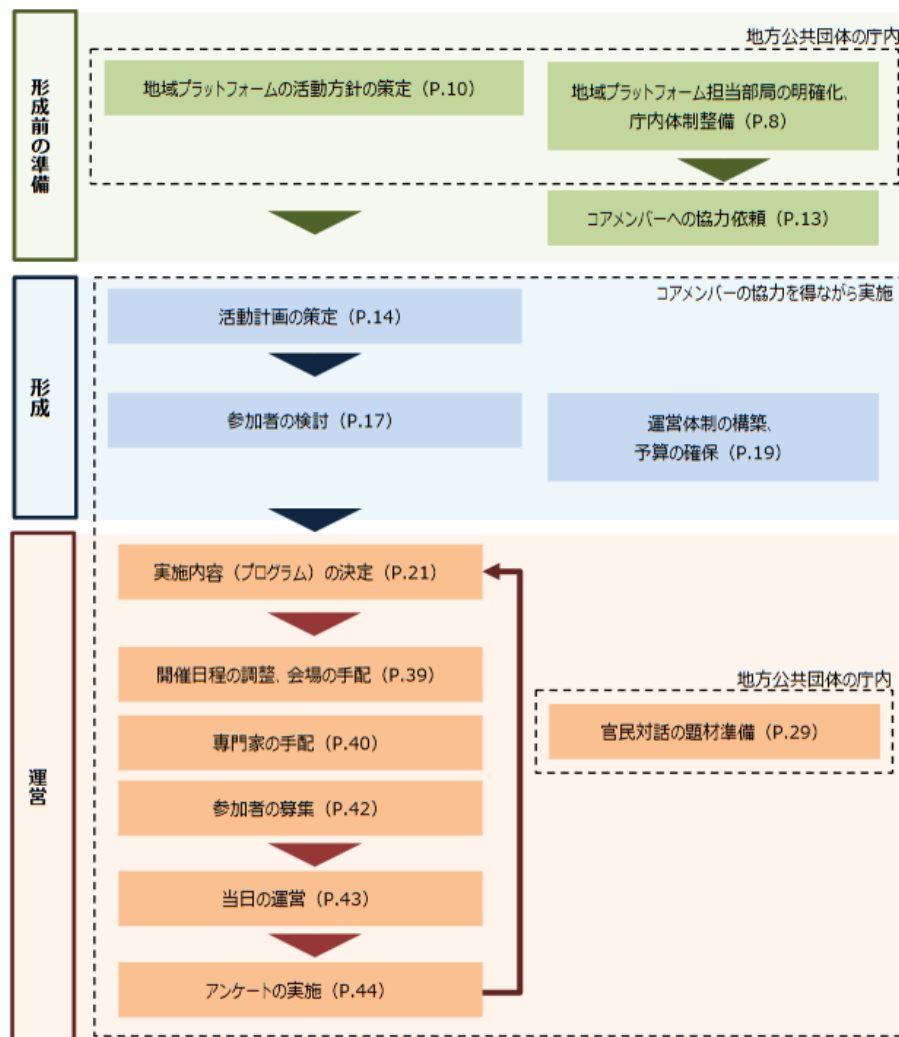 地方公共団体の庁内
形成前の準備
地域プラットフォームの活動方針の策定（P.10）
地域プラットフォーム担当部局の明確化、
庁内体制整備（P.8）
コアメンバーへの協力依頼（P.13）
コアメンバーの協力を得ながら実施
形成
活動計画の策定（P.14）
参加者の検討（P.17）
運営体制の構築、
予算の確保（P.19）
運営
実施内容（プログラム）の決定（P.21）
開催日程の調整、会場の手配（P.39）
地方公共団体の庁内
官民対話の題材準備（P.29）
専門家の手配（P.40）
参加者の募集（P.42）
当日の運営（P.43）
アンケートの実施（P.44）